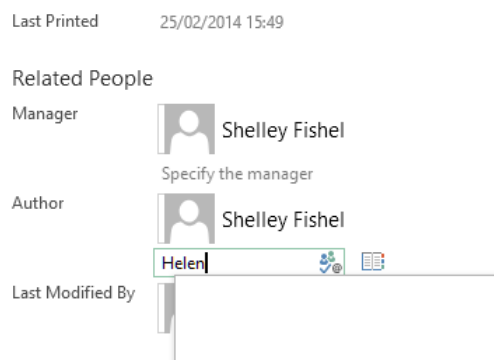 Last Printed 25/02/2014 15:49
Related People
Manager Shelley Fishel
Specify the manager
Author Shelley Fishel
Helen
Last Modified By